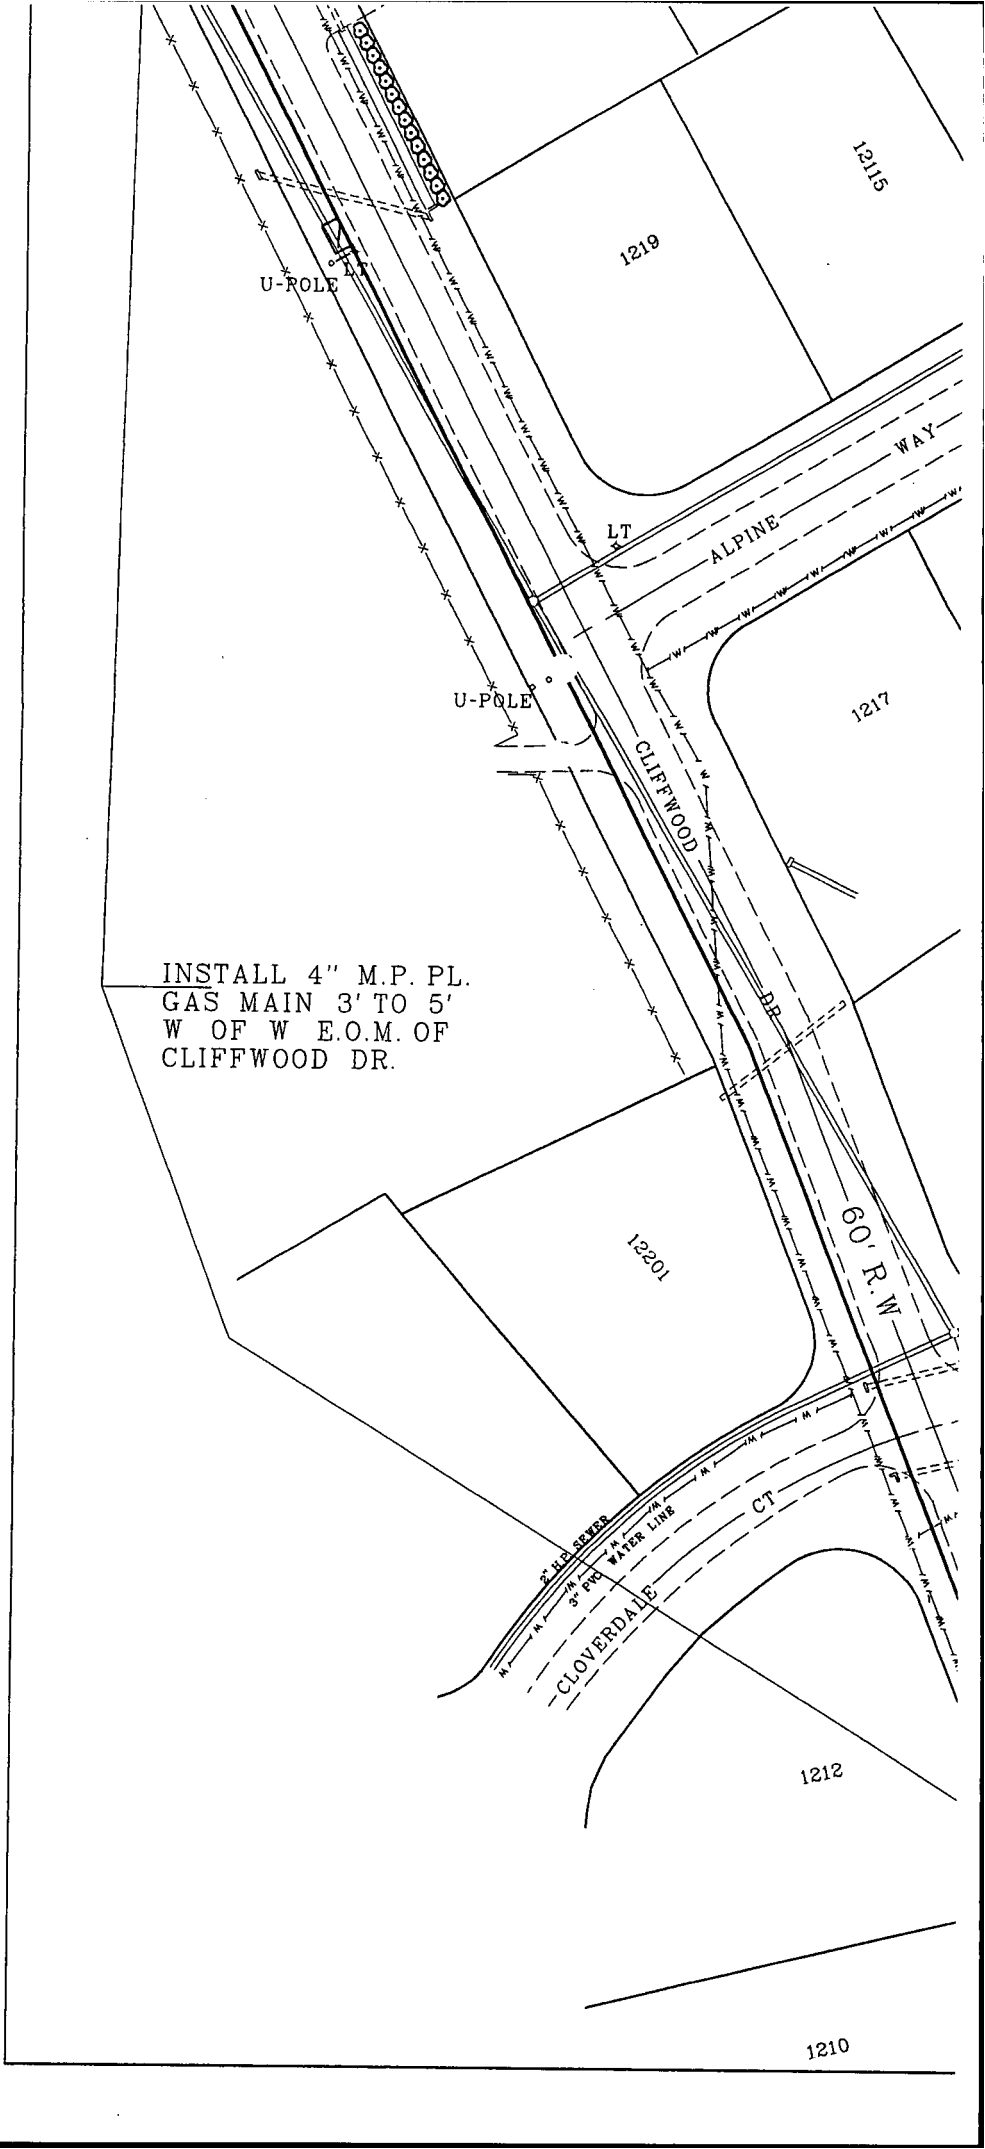 12115
1219
LT
U-POLE
WAY
ALPINE
LT
U-POLE
1217
CLIFFWOOD DR
INSTALL 4" M.P. PL.
GAS MAIN 3' TO 5'
W OF W E.O.M. OF
CLIFFWOOD DR.
60' R.W
12201
2" H.P. SEWER
3" PVC WATER LINE
CLOVERDALE CT
1212
1210